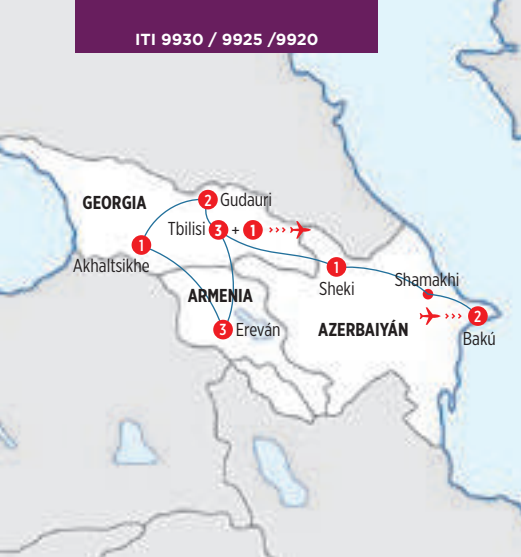 ITI 9930 / 9925 /9920
GEORGIA
2 Gudauri
Tbilisi 3 + 1
1
Akhaltsikhe
1
Sheki
Shamakhi
ARMENIA
3 Ereván
AZERBAIYÁN
2
Bakú